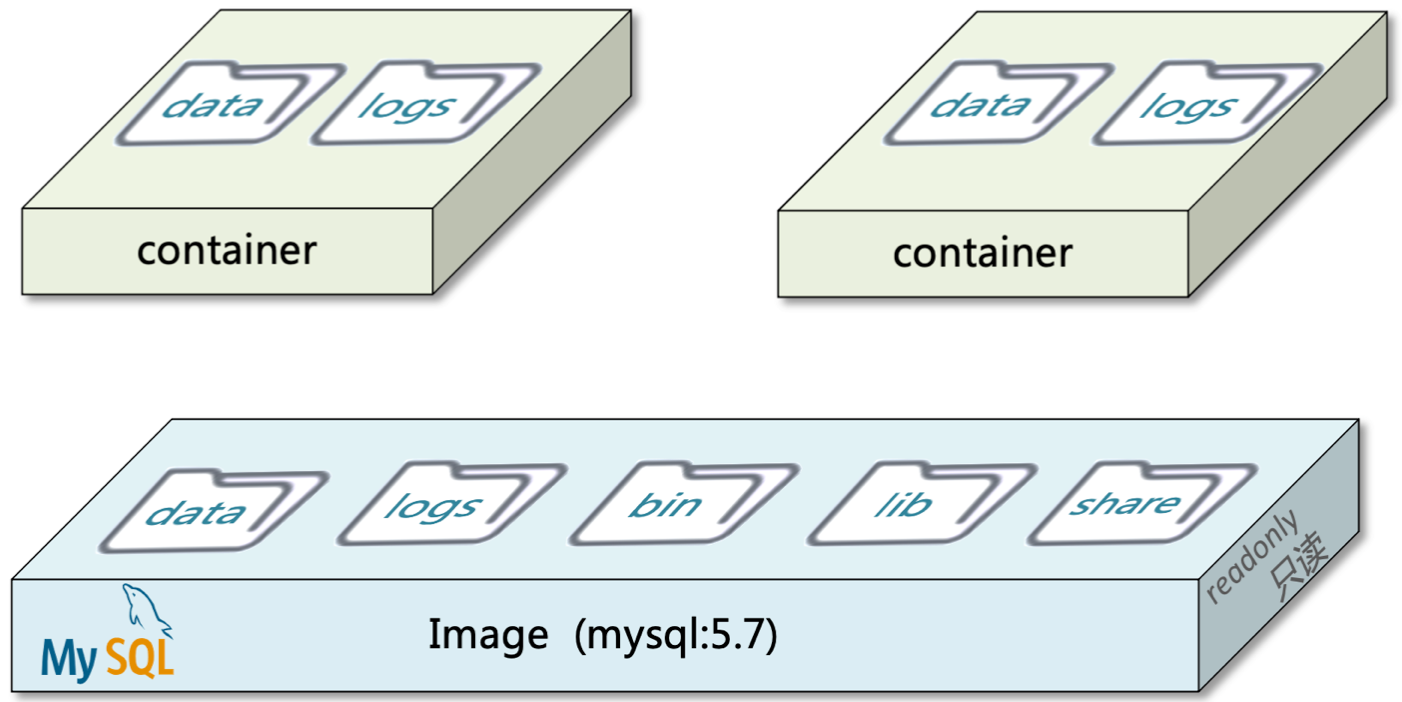 data
logs
container
data
logs
container
data
logs
bin
lib
share
readonly
只读
MySQL
Image (mysql:5.7)